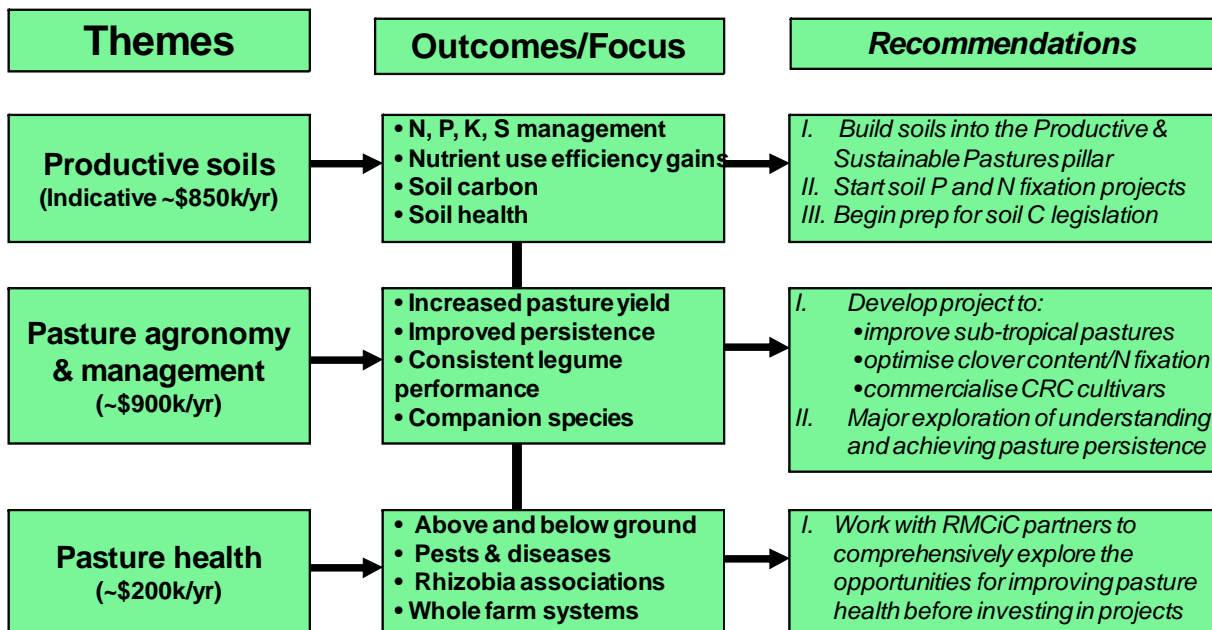 Themes
Outcomes/Focus
Recommendations
Productive soils
(Indicative ~$850k/yr)
• N, P, K, S management
• Nutrient use efficiency gains
• Soil carbon
• Soil health
I. Build soils into the Productive &
Sustainable Pastures pillar
II. Start soil P and N fixation projects
III. Begin prep for soil C legislation
Pasture agronomy
& management
(~$900k/yr)
• Increased pasture yield
• Improved persistence
• Consistent legume
performance
• Companion species
I. Develop project to:
•improve sub-tropical pastures
•optimise clover content/N fixation
•commercialise CRC cultivars
II. Major exploration of understanding
and achieving pasture persistence
Pasture health
(~$200k/yr)
• Above and below ground
• Pests & diseases
• Rhizobia associations
• Whole farm systems
I. Work with RMCiC partners to
comprehensively explore the
opportunities for improving pasture
health before investing in projects